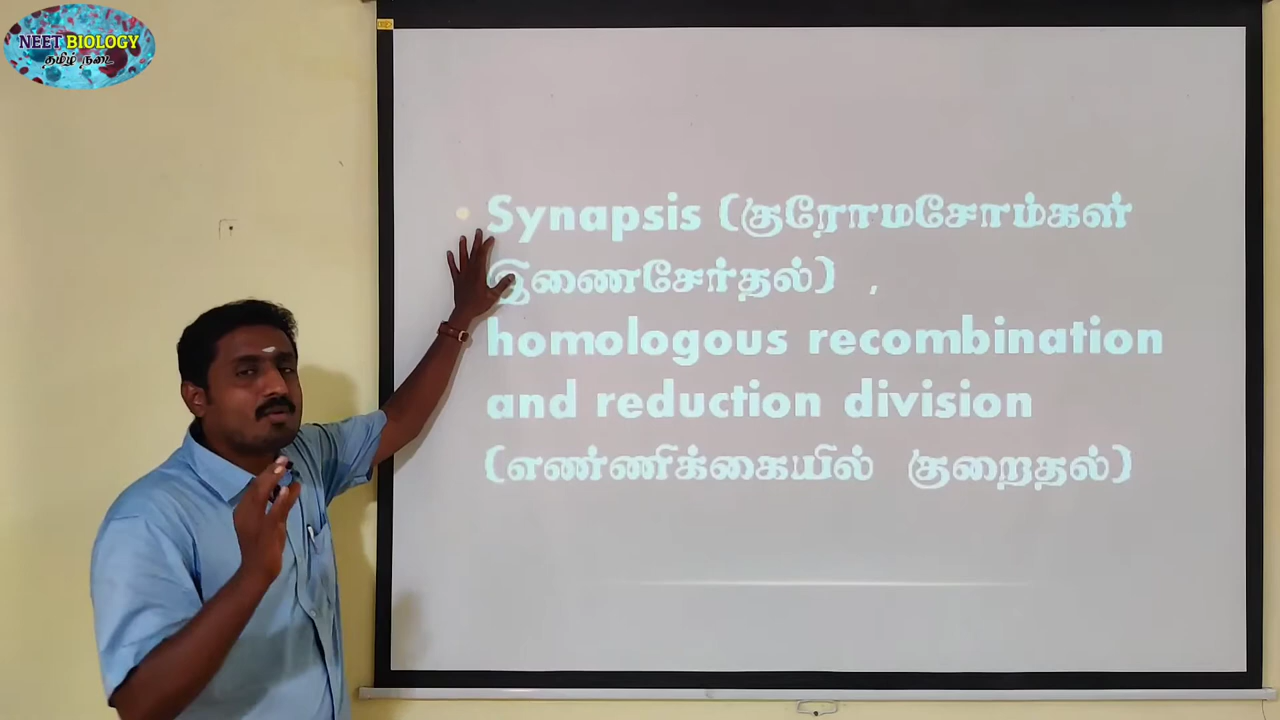 NEET BIOLOGY
தமிழ் நடை
• Synapsis (குரோமசோம்கள்
இணைசேர்தல்) ,
homologous recombination
and reduction division
(எண்ணிக்கையில் குறைதல்)